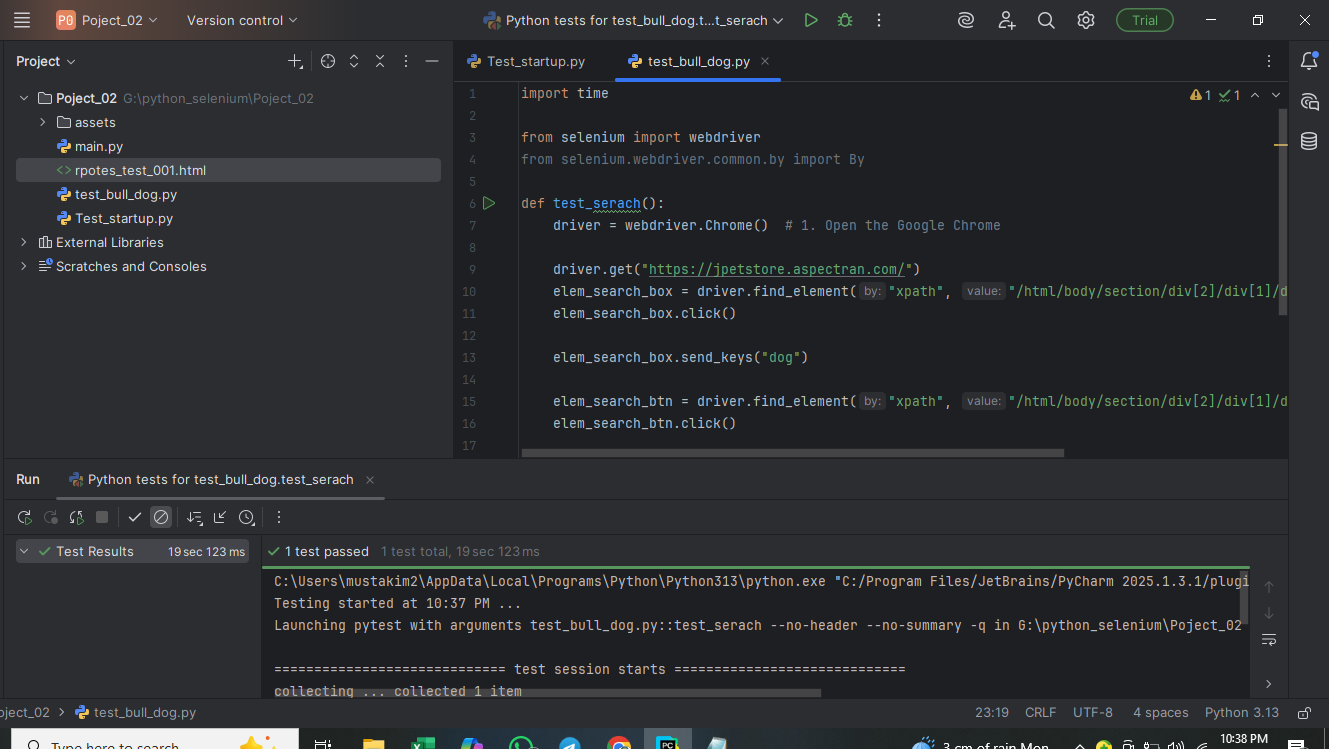 PO Poject_02 Version control Python tests for test_bull_dog.t...t_serach Trial
Project
Test_startup.py test_bull_dog.py
Poject_02 G:\python_selenium\Poject_02
assets
main.py
rpotes_test_001.html
test_bull_dog.py
Test_startup.py
External Libraries
Scratches and Consoles
1 import time 1 1
2
3 from selenium import webdriver
4 from selenium.webdriver.common.by import By
5
6 def test_serach():
7 driver = webdriver.Chrome() # 1. Open the Google Chrome
8
9 driver.get("https://jpetstore.aspectran.com/")
10 elem_search_box = driver.find_element( by: "xpath", value: "/html/body/section/div[2]/div[1]/d
11 elem_search_box.click()
12
13 elem_search_box.send_keys("dog")
14
15 elem_search_btn = driver.find_element( by: "xpath", value: "/html/body/section/div[2]/div[1]/d
16 elem_search_btn.click()
17
Run Python tests for test_bull_dog.test_serach
Test Results 19 sec 123 ms
1 test passed 1 test total, 19 sec 123 ms
C:\Users\mustakim2\AppData\Local\Programs\Python\Python313\python.exe "C:/Program Files/JetBrains/PyCharm 2025.1.3.1/plugi
Testing started at 10:37 PM ...
Launching pytest with arguments test_bull_dog.py::test_serach --no-header --no-summary -q in G:\python_selenium\Poject_02
============================= test session starts =============================
collecting ... collected 1 item
oject_02 test_bull_dog.py 23:19 CRLF UTF-8 4 spaces Python 3.13
Type here to search PC 3 cm of rain Mon 10:38 PM